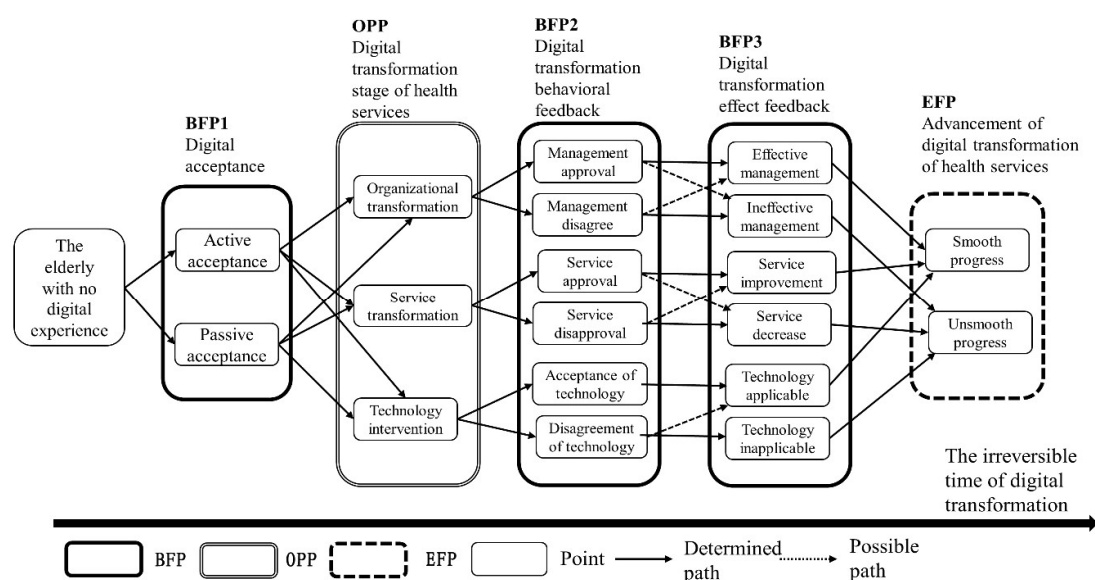 OPP
Digital
transformation
stage of health
services
BFP2
Digital
transformation
behavioral
feedback
BFP3
Digital
transformation
effect feedback
EFP
Advancement of
digital transformation
of health services
BFP1
Digital
acceptance
The
elderly
with no
digital
experience
Active
acceptance
Passive
acceptance
Organizational
transformation
Service
transformation
Technology
intervention
Management
approval
Management
disagree
Service
approval
Service
disapproval
Acceptance of
technology
Disagreement
of technology
Effective
management
Ineffective
management
Service
improvement
Service
decrease
Technology
applicable
Technology
inapplicable
Smooth
progress
Unsmooth
progress
The irreversible
time of digital
transformation
BFP
OPP
EFP
Point
Determined
path
Possible
path